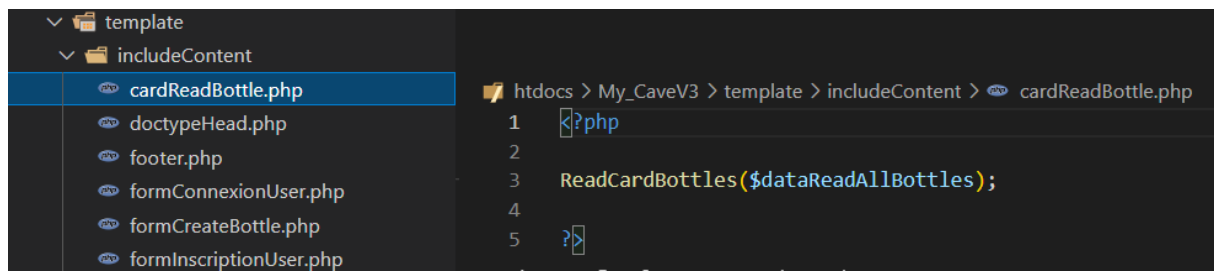 template
includeContent
cardReadBottle.php
doctypeHead.php
footer.php
formConnexionUser.php
formCreateBottle.php
formInscriptionUser.php
htdocs > My_CaveV3 > template > includeContent > cardReadBottle.php
1 <?php
2
3 ReadCardBottles($dataReadAllBottles);
4
5 ?>